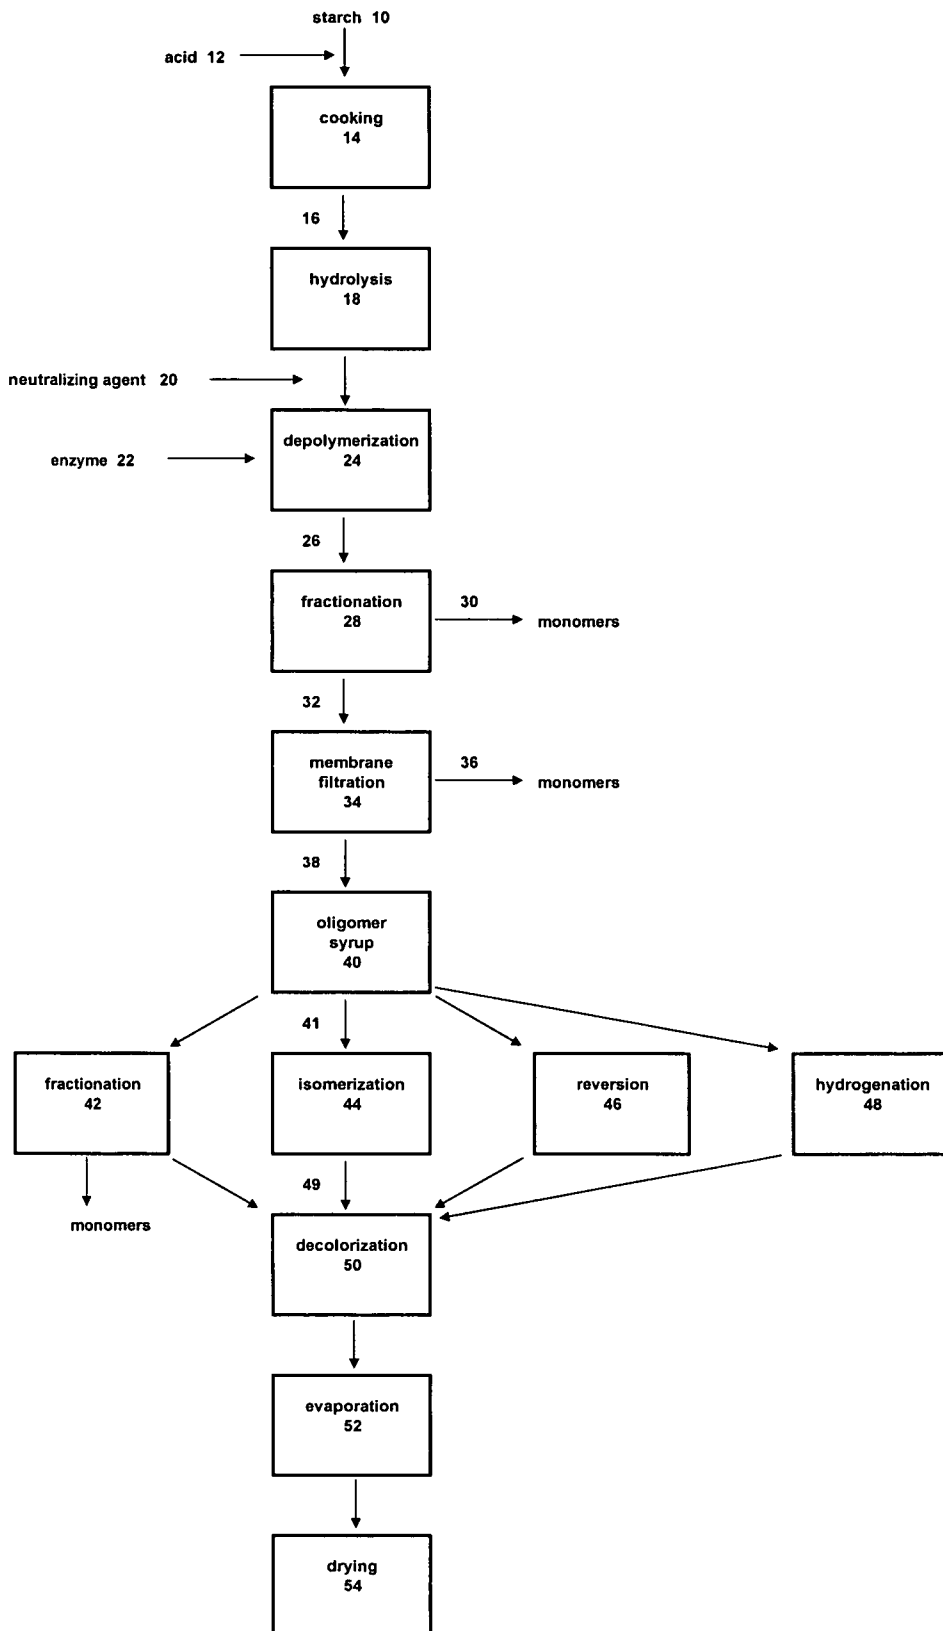 starch 10
acid 12
cooking
14
16
hydrolysis
18
neutralizing agent 20
depolymerization
24
enzyme 22
26
fractionation
28
30
monomers
32
membrane
filtration
34
36
monomers
38
oligomer
syrup
40
41
fractionation
42
isomerization
44
reversion
46
hydrogenation
48
49
monomers
decolorization
50
evaporation
52
drying
54